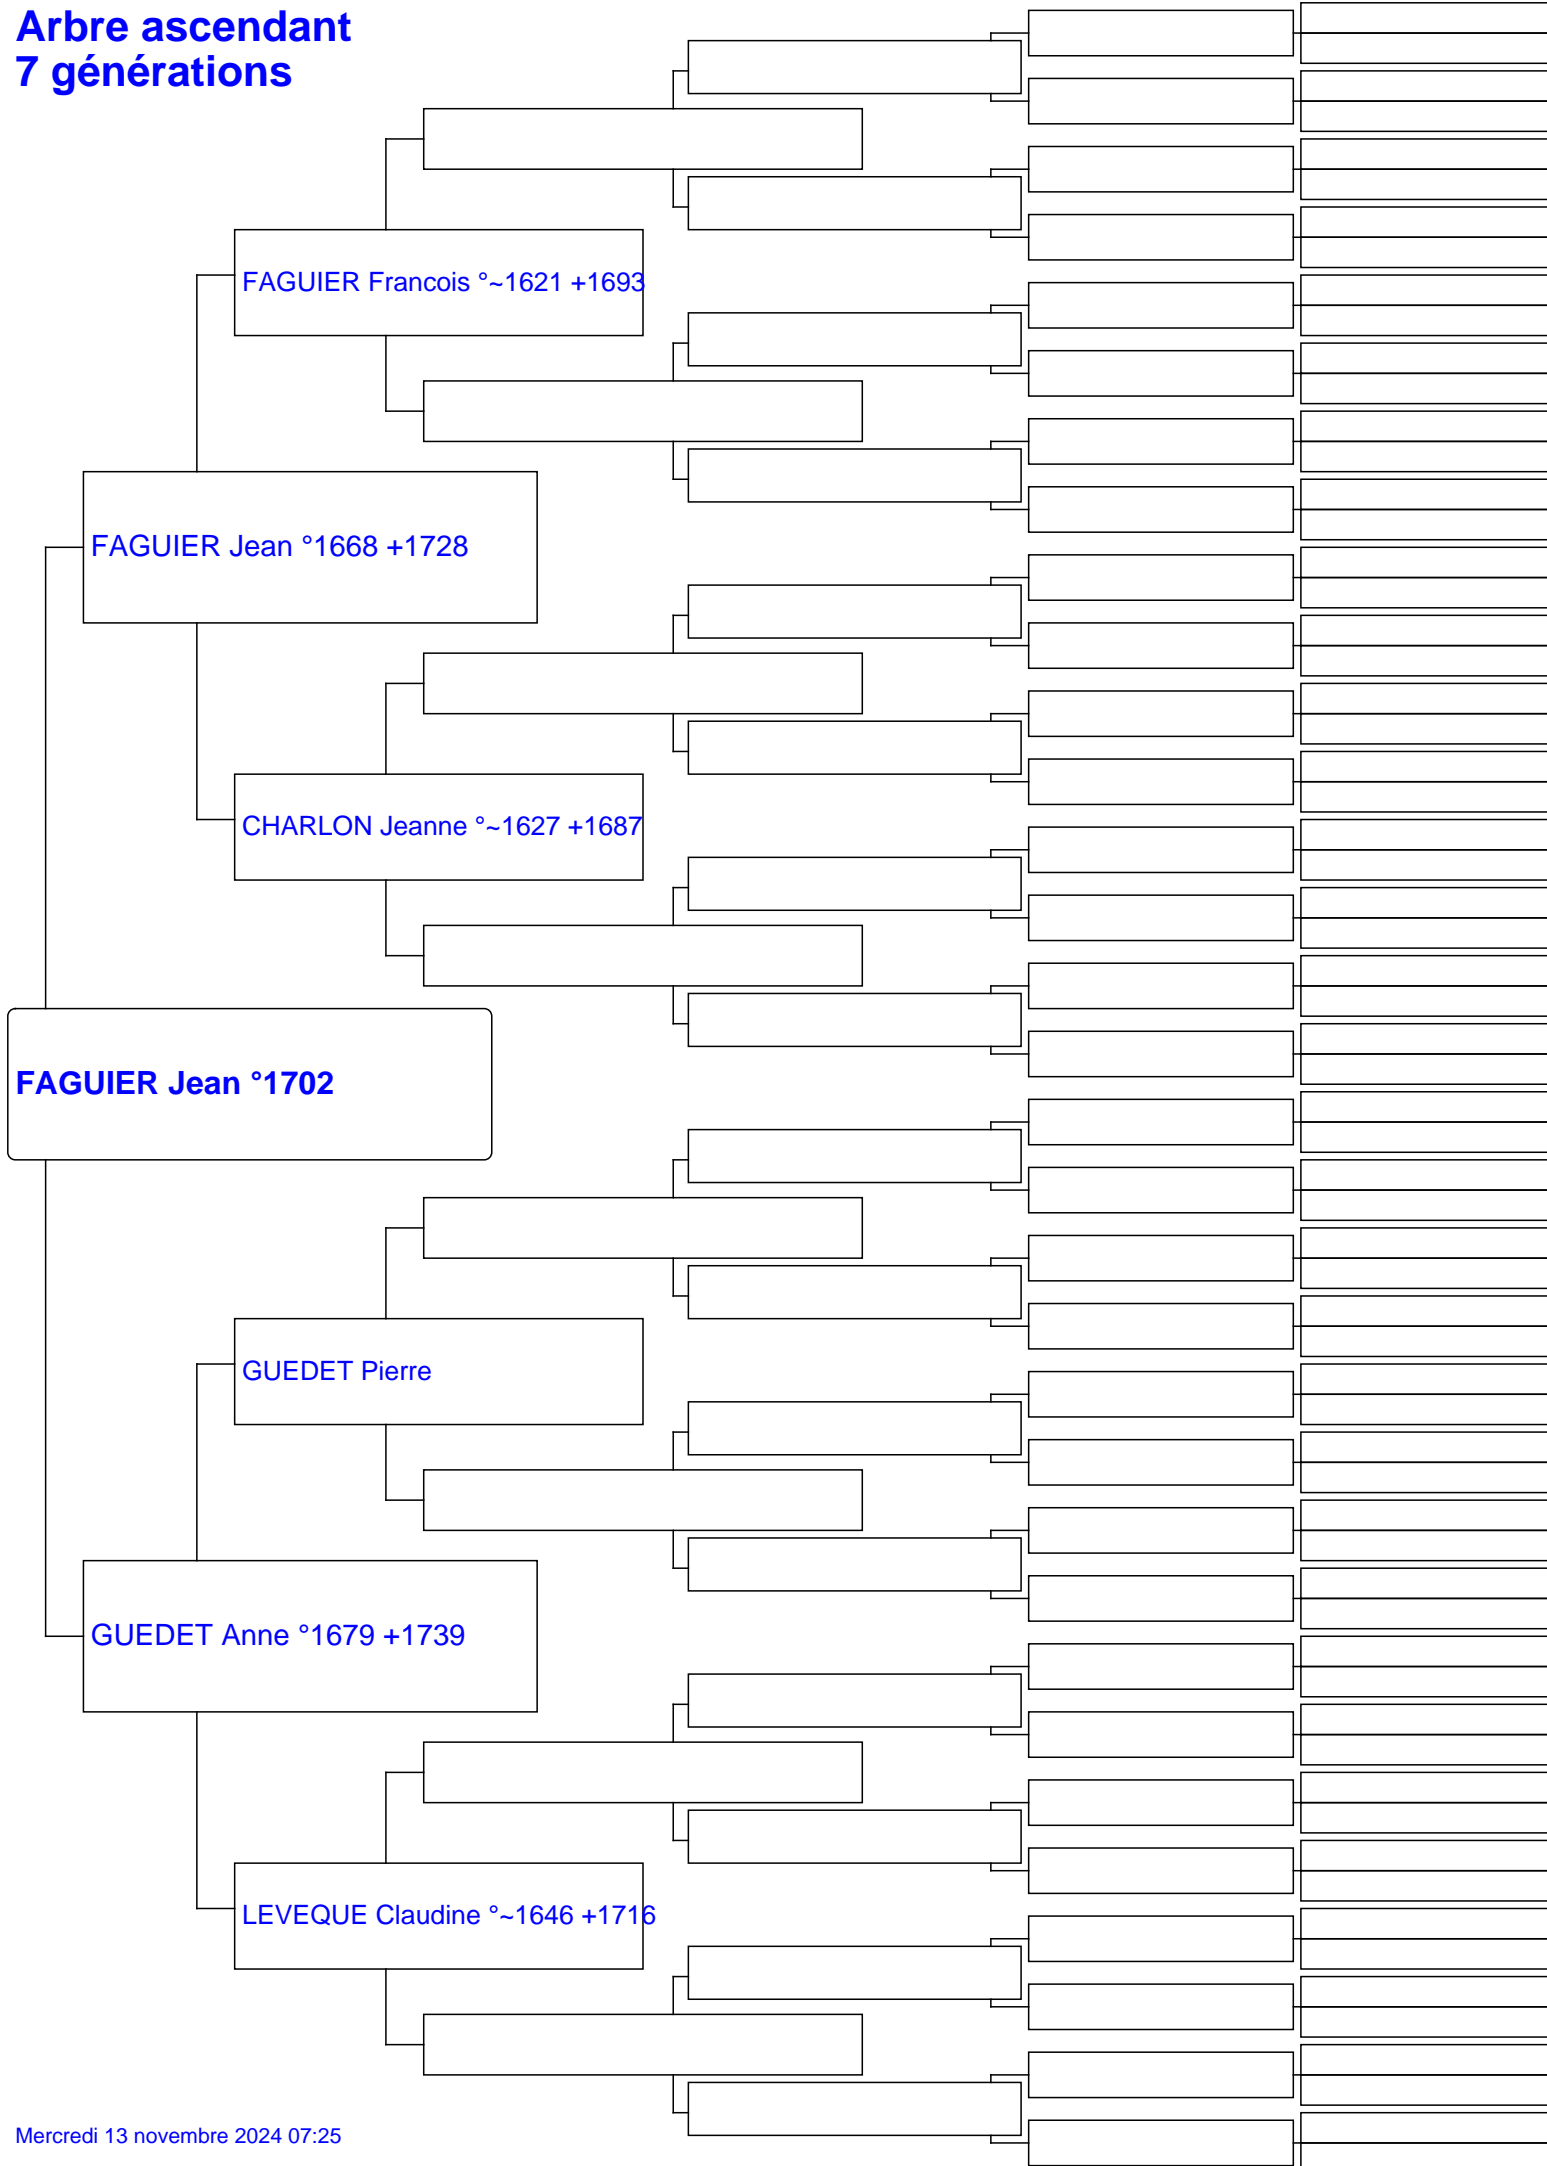 Arbre ascendant
7 générations
FAGUIER Francois °~1621 +1693
FAGUIER Jean °1668 +1728
CHARLON Jeanne °~1627 +1687
FAGUIER Jean °1702
GUEDET Pierre
GUEDET Anne °1679 +1739
LEVEQUE Claudine °~1646 +1716
Mercredi 13 novembre 2024 07:25